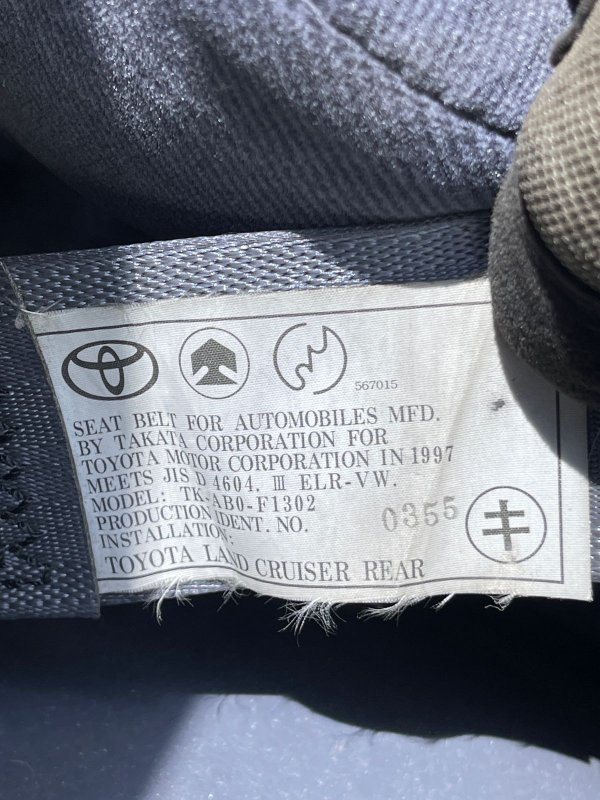 567015
SEAT BELT FOR AUTOMOBILES MFD.
BY TAKATA CORPORATION FOR
TOYOTA MOTOR CORPORATION IN 1997
MEETS JIS D 4604, III ELR-VW.
MODEL: TK-AB0-F1302
PRODUCTION IDENT. NO. 0355
INSTALLATION:
TOYOTA LAND CRUISER REAR